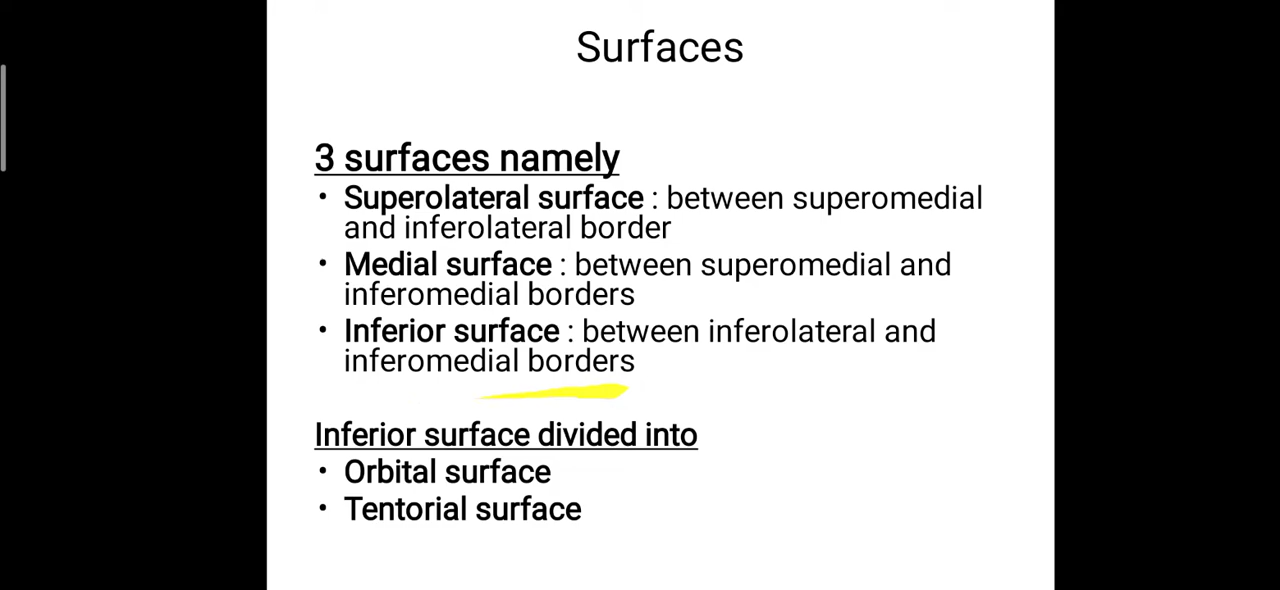 Surfaces
3 surfaces namely
• Superolateral surface : between superomedial
and inferolateral border
• Medial surface : between superomedial and
inferomedial borders
• Inferior surface : between inferolateral and
inferomedial borders
Inferior surface divided into
• Orbital surface
• Tentorial surface